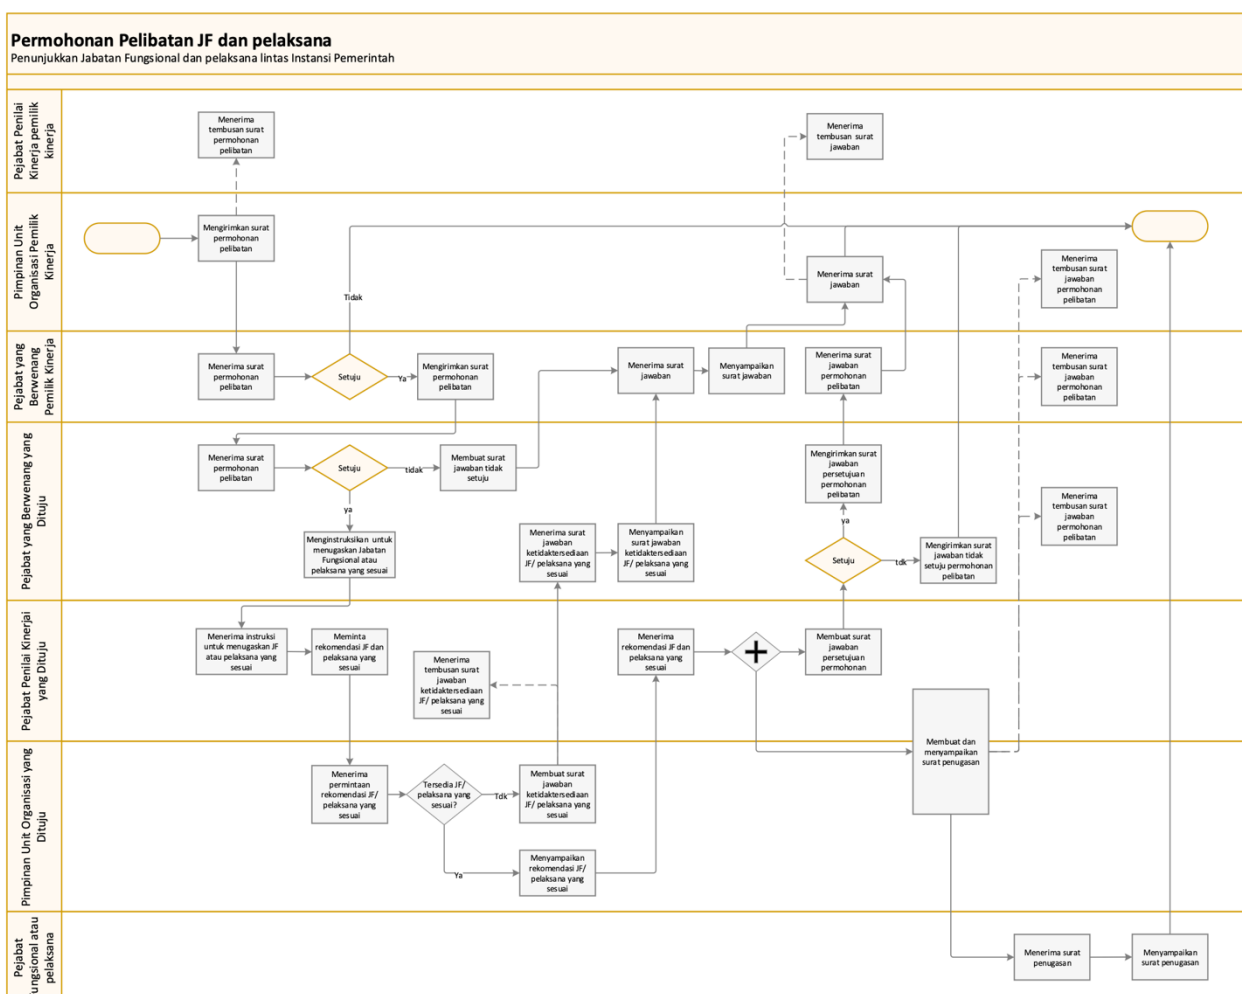 Permohonan Pelibatan JF dan pelaksana
Penunjukkan Jabatan Fungsional dan pelaksana lintas Instansi Pemerintah
Pejabat Penilai
Kinerja pemilik
kinerja
Menerima
tembusan surat
permohonan
pelibatan
Menerima
tembusan surat
jawaban
Pimpinan Unit
Organisasi Pemilik
Kinerja
Mengirimkan surat
permohonan
pelibatan
Tidak
Menerima surat
jawaban
Menerima
tembusan surat
jawaban
permohonan
pelibatan
Pejabat yang
Berwenang
Pemilik Kinerja
Menerima surat
permohonan
pelibatan
Setuju
Ya
Mengirimkan surat
permohonan
pelibatan
Menerima surat
jawaban
Menyampaikan
surat jawaban
Menerima surat
jawaban
permohonan
pelibatan
Menerima
tembusan surat
jawaban
permohonan
pelibatan
Pejabat yang Berwenang yang
Dituju
Menerima surat
permohonan
pelibatan
Setuju
tidak
Membuat surat
jawaban tidak
setuju
ya
Menginstruksikan untuk
menugaskan Jabatan
Fungsional atau
pelaksana yang sesuai
Menerima surat
jawaban
ketidaktersediaan
JF/ pelaksana yang
sesuai
Menyampaikan
surat jawaban
ketidaktersediaan
JF/ pelaksana yang
sesuai
Mengirimkan surat
jawaban
persetujuan
permohonan
pelibatan
ya
Setuju
tdk
Mengirimkan surat
jawaban tidak
setuju permohonan
pelibatan
Menerima
tembusan surat
jawaban
permohonan
pelibatan
Pejabat Penilai Kinerjai
yang Dituju
Menerima instruksi
untuk menugaskan JF
atau pelaksana yang
sesuai
Meminta
rekomendasi JF dan
pelaksana yang
sesuai
Menerima
tembusan surat
jawaban
ketidaktersediaan
JF/ pelaksana yang
sesuai
Menerima
rekomendasi JF dan
pelaksana yang
sesuai
Membuat surat
jawaban
persetujuan
permohonan
Membuat dan
menyampaikan
surat penugasan
Pimpinan Unit Organisasi yang
Dituju
Menerima
permintaan
rekomendasi JF/
pelaksana yang
sesuai
Tersedia JF/
pelaksana yang
sesuai?
Tdk
Membuat surat
jawaban
ketidaktersediaan
JF/ pelaksana yang
sesuai
Ya
Menyampaikan
rekomendasi JF/
pelaksana yang
sesuai
Pejabat
ungsional atau
pelaksana
Menerima surat
penugasan
Menyampaikan
surat penugasan